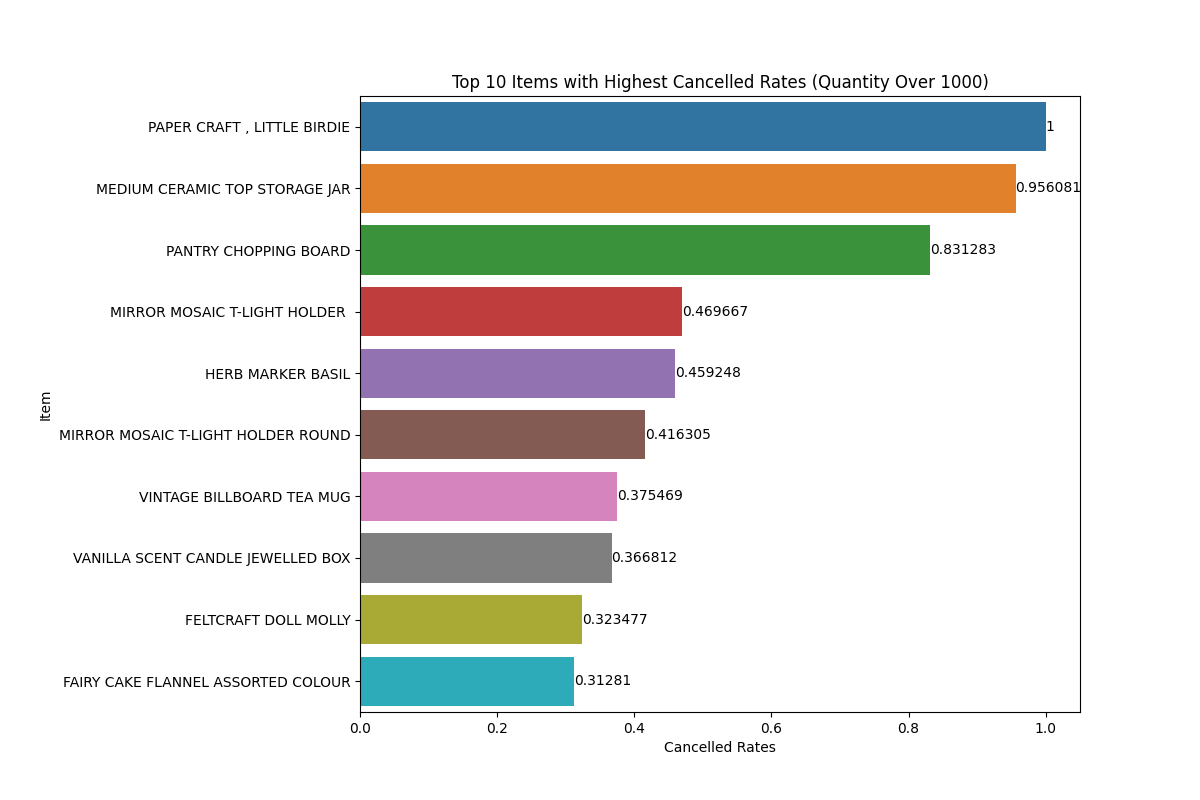 Top 10 Items with Highest Cancelled Rates (Quantity Over 1000)
Item
PAPER CRAFT , LITTLE BIRDIE 1
MEDIUM CERAMIC TOP STORAGE JAR 0.956081
PANTRY CHOPPING BOARD 0.831283
MIRROR MOSAIC T-LIGHT HOLDER 0.469667
HERB MARKER BASIL 0.459248
MIRROR MOSAIC T-LIGHT HOLDER ROUND 0.416305
VINTAGE BILLBOARD TEA MUG 0.375469
VANILLA SCENT CANDLE JEWELLED BOX 0.366812
FELTCRAFT DOLL MOLLY 0.323477
FAIRY CAKE FLANNEL ASSORTED COLOUR 0.31281
0.0 0.2 0.4 0.6 0.8 1.0
Cancelled Rates